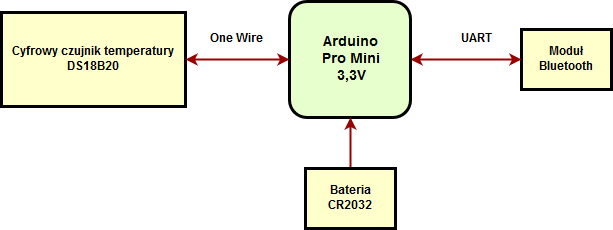 Cyfrowy czujnik temperatury
DS18B20
One Wire
Arduino
Pro Mini
3,3V
UART
Moduł
Bluetooth
Bateria
CR2032